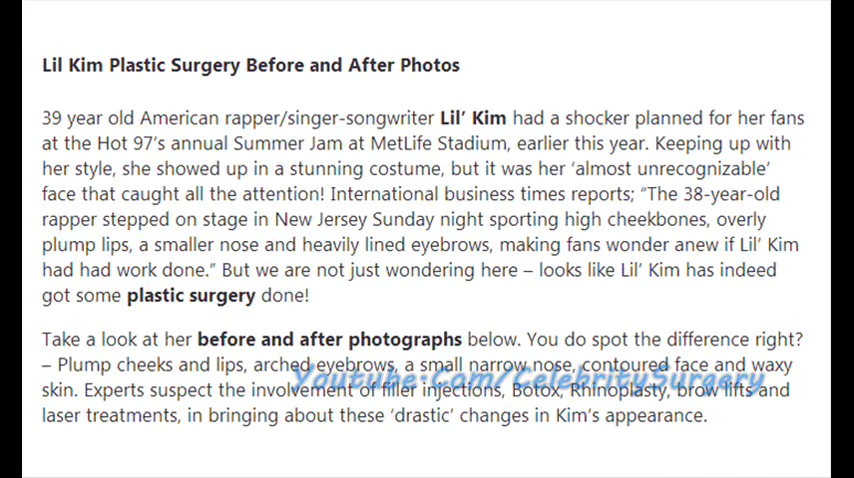 Lil Kim Plastic Surgery Before and After Photos
39 year old American rapper/singer-songwriter Lil’ Kim had a shocker planned for her fans
at the Hot 97’s annual Summer Jam at MetLife Stadium, earlier this year. Keeping up with
her style, she showed up in a stunning costume, but it was her ‘almost unrecognizable’
face that caught all the attention! International business times reports; “The 38-year-old
rapper stepped on stage in New Jersey Sunday night sporting high cheekbones, overly
plump lips, a smaller nose and heavily lined eyebrows, making fans wonder anew if Lil’ Kim
had had work done.” But we are not just wondering here – looks like Lil’ Kim has indeed
got some plastic surgery done!
Take a look at her before and after photographs below. You do spot the difference right?
– Plump cheeks and lips, arched eyebrows, a small narrow nose, contoured face and waxy
Youtube.Com/CelebritySurgery
skin. Experts suspect the involvement of filler injections, Botox, Rhinoplasty, brow lifts and
laser treatments, in bringing about these ‘drastic’ changes in Kim’s appearance.